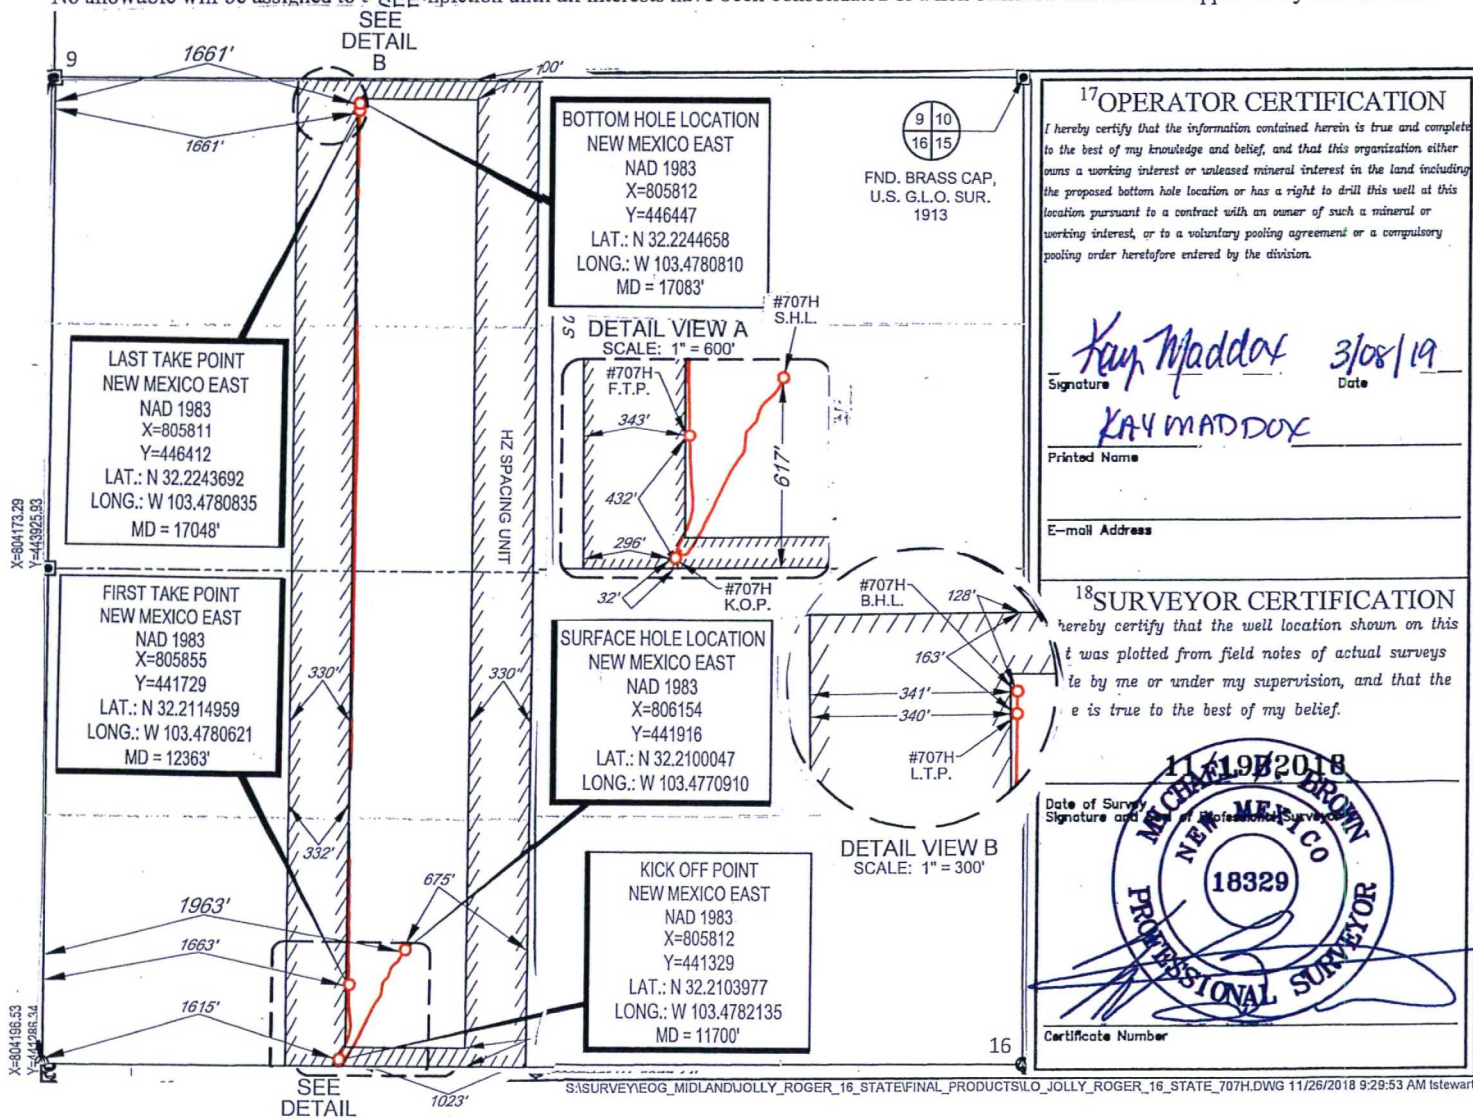 SEE
DETAIL
B
9
1661'
1661'
100'
BOTTOM HOLE LOCATION
NEW MEXICO EAST
NAD 1983
X=805812
Y=446447
LAT.: N 32.2244658
LONG.: W 103.4780810
MD = 17083'
9 10
16 15
FND. BRASS CAP,
U.S. G.L.O. SUR.
1913
LAST TAKE POINT
NEW MEXICO EAST
NAD 1983
X=805811
Y=446412
LAT.: N 32.2243692
LONG.: W 103.4780835
MD = 17048'
X=804173.29
Y=443925.93
HZ SPACING UNIT
DETAIL VIEW A
SCALE: 1" = 600'
#707H
S.H.L.
#707H
F.T.P.
343'
432'
617'
296'
32'
#707H
K.O.P.
FIRST TAKE POINT
NEW MEXICO EAST
NAD 1983
X=805855
Y=441729
LAT.: N 32.2114959
LONG.: W 103.4780621
MD = 12363'
330'
330'
332'
SURFACE HOLE LOCATION
NEW MEXICO EAST
NAD 1983
X=806154
Y=441916
LAT.: N 32.2100047
LONG.: W 103.4770910
#707H
B.H.L.
128'
163'
341'
340'
#707H
L.T.P.
DETAIL VIEW B
SCALE: 1" = 300'
1963'
1663'
1615'
675'
KICK OFF POINT
NEW MEXICO EAST
NAD 1983
X=805812
Y=441329
LAT.: N 32.2103977
LONG.: W 103.4782135
MD = 11700'
X=804196.53
Y=441286.34
16
SEE
DETAIL
1023'
17 OPERATOR CERTIFICATION
I hereby certify that the information contained herein is true and complete
to the best of my knowledge and belief, and that this organization either
owns a working interest or unleased mineral interest in the land including
the proposed bottom hole location or has a right to drill this well at this
location pursuant to a contract with an owner of such a mineral or
working interest, or to a voluntary pooling agreement or a compulsory
pooling order heretofore entered by the division.
Kay Maddox 3/08/19
Signature Date
KAY MADDOX
Printed Name
E-mail Address
18 SURVEYOR CERTIFICATION
hereby certify that the well location shown on this
t was plotted from field notes of actual surveys
le by me or under my supervision, and that the
e is true to the best of my belief.
11/19/2018
Date of Survey
Signature and Seal of Professional Surveyor
MICHAEL B. BROWN
NEW MEXICO
18329
PROFESSIONAL SURVEYOR
Certificate Number
S:\SURVEY\EOG_MIDLAND\JOLLY_ROGER_16_STATE\FINAL_PRODUCTS\LO_JOLLY_ROGER_16_STATE_707H.DWG 11/26/2018 9:29:53 AM tstewart